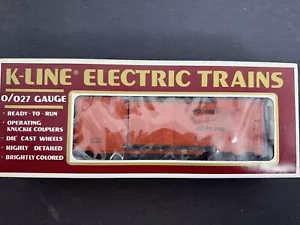 K-LINE® ELECTRIC TRAINS
O/027 GAUGE
• READY-TO-RUN
• OPERATING
KNUCKLE COUPLERS
• DIE CAST WHEELS
• HIGHLY DETAILED
• BRIGHTLY COLORED